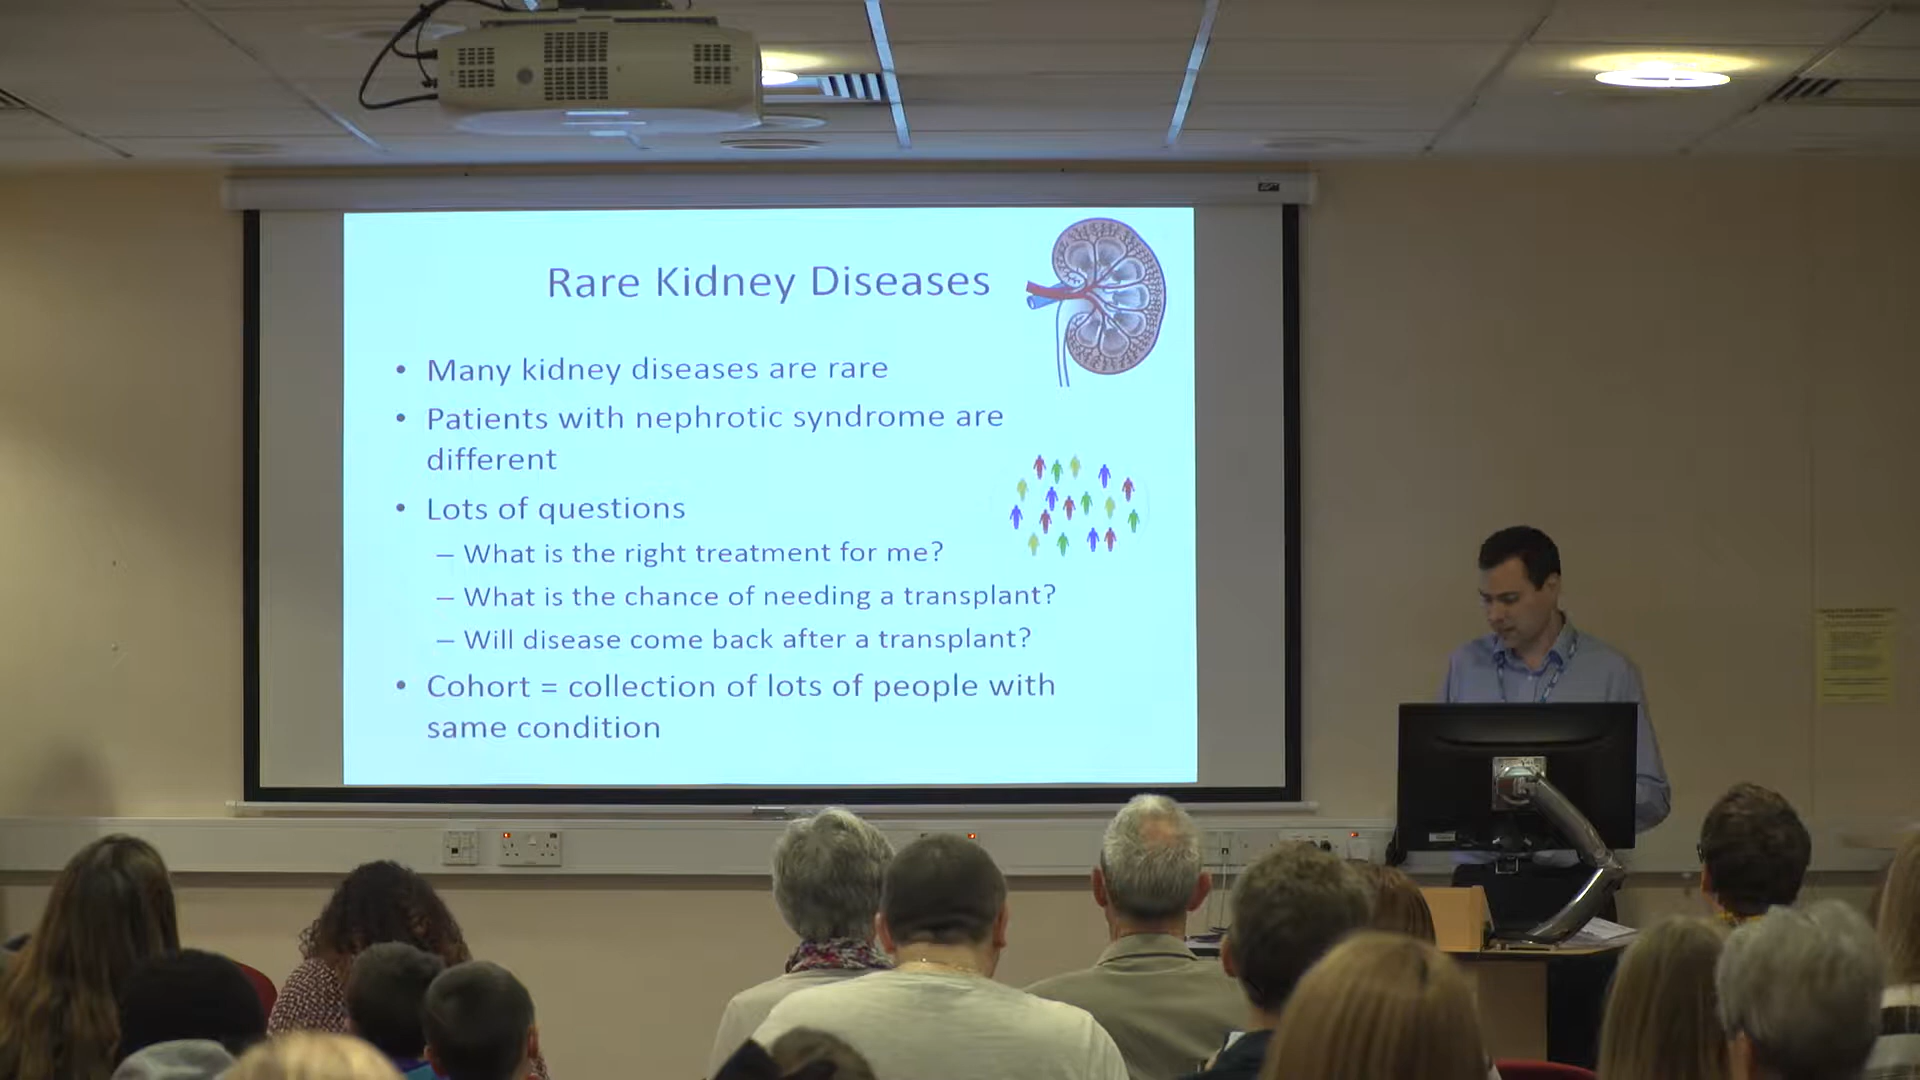 Rare Kidney Diseases
• Many kidney diseases are rare
• Patients with nephrotic syndrome are
different
• Lots of questions
– What is the right treatment for me?
– What is the chance of needing a transplant?
– Will disease come back after a transplant?
• Cohort = collection of lots of people with
same condition